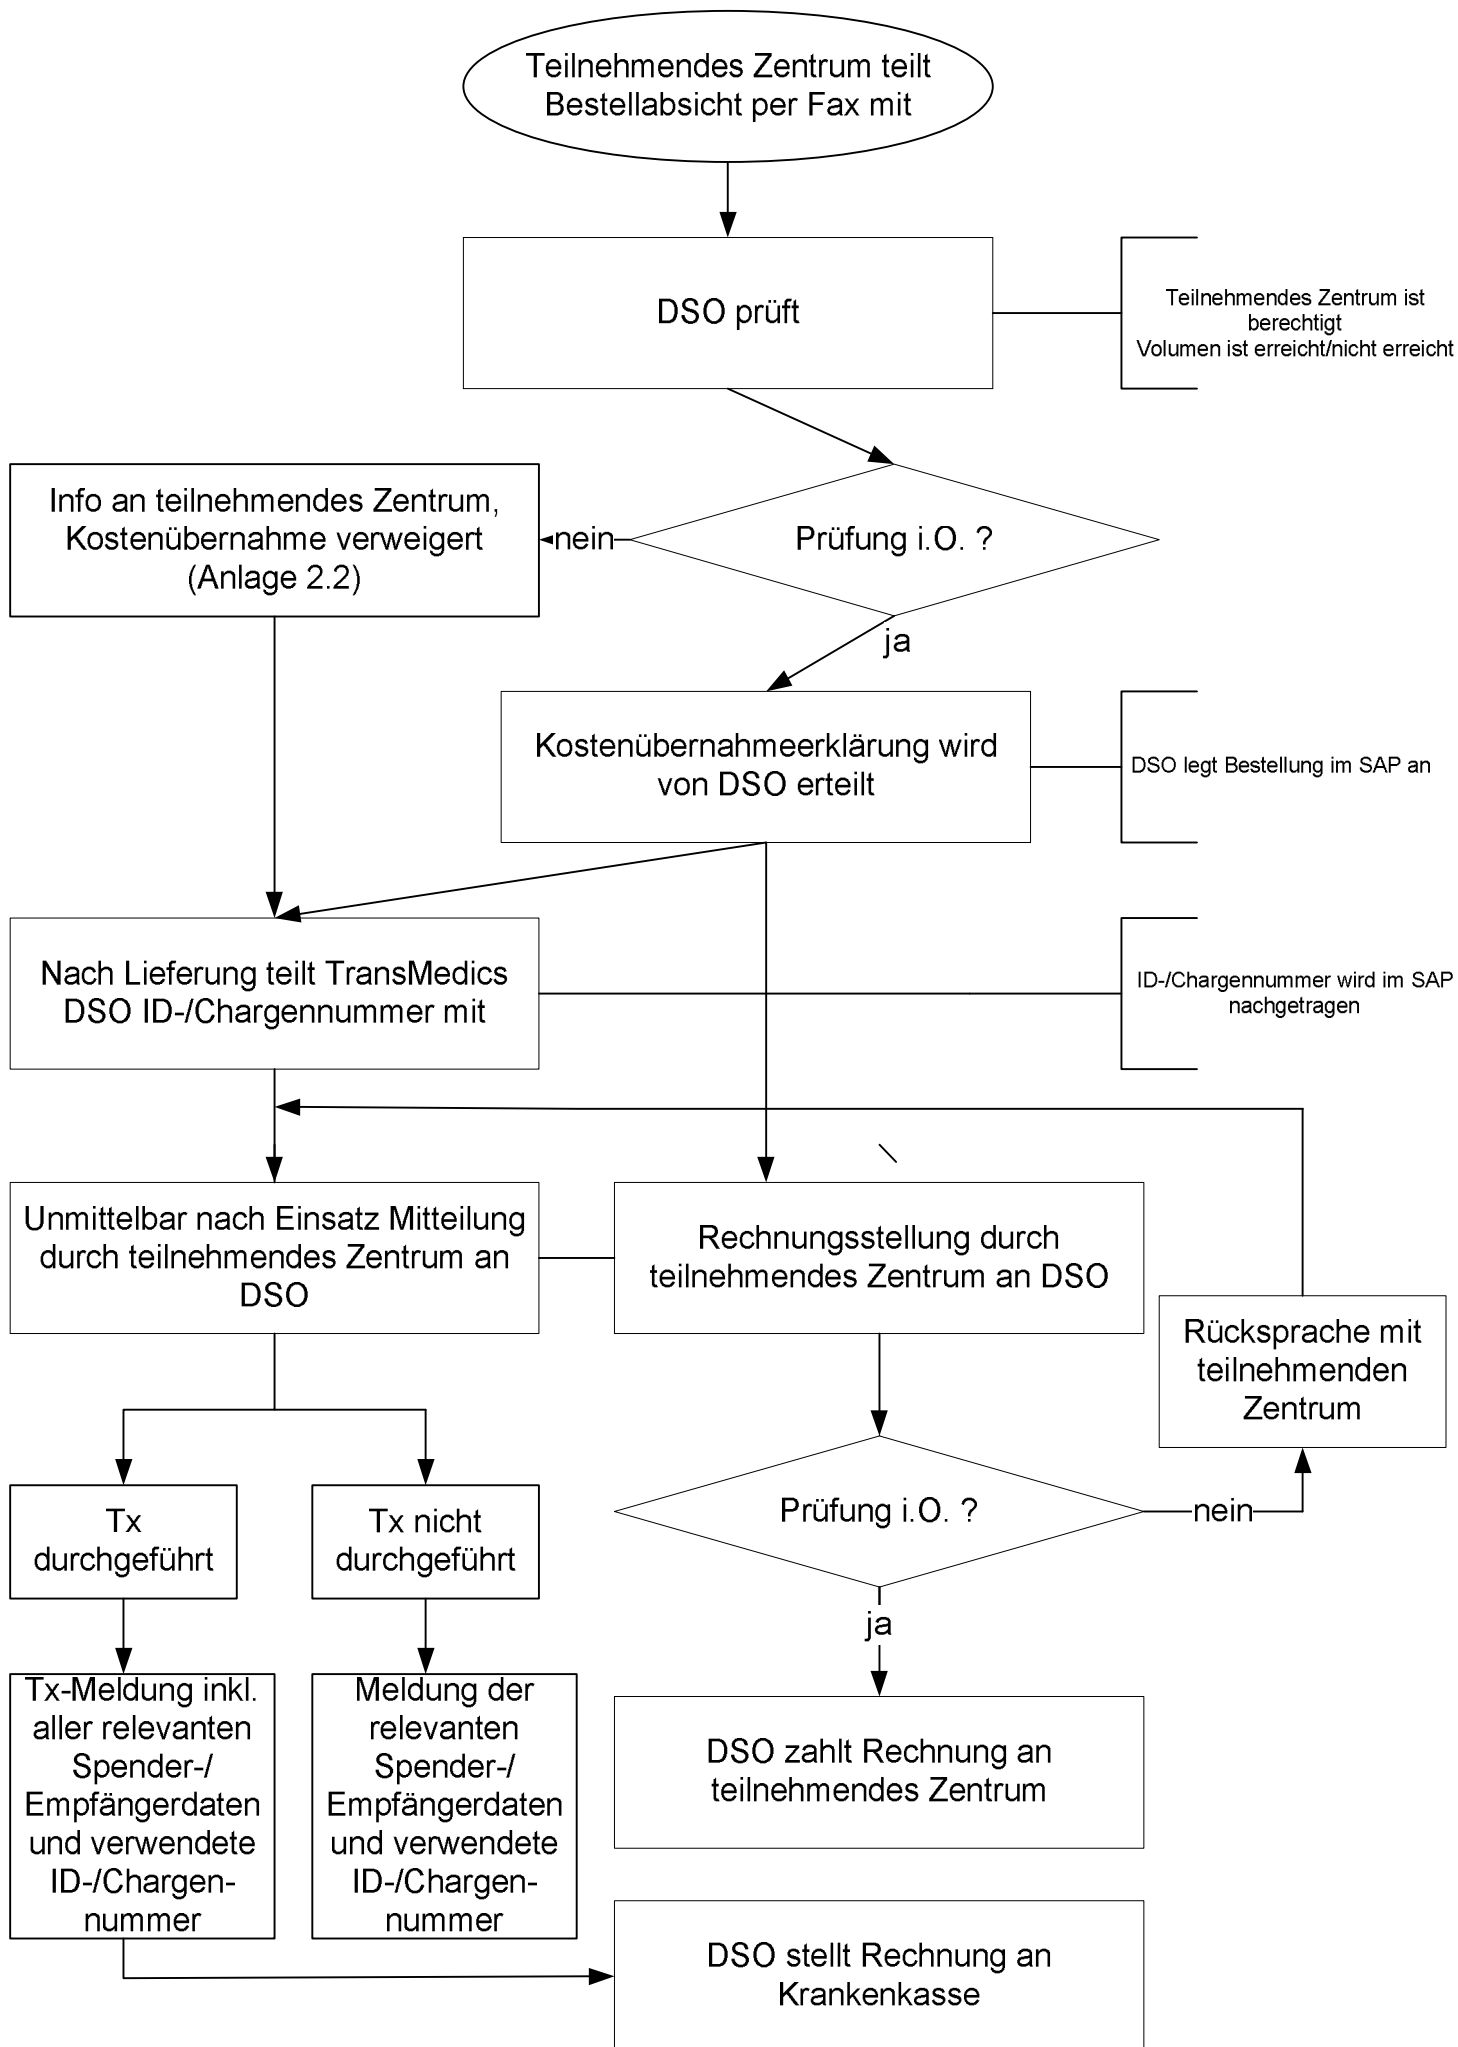 Teilnehmendes Zentrum teilt
Bestellabsicht per Fax mit
DSO prüft
Teilnehmendes Zentrum ist
berechtigt
Volumen ist erreicht/nicht erreicht
Info an teilnehmendes Zentrum,
Kostenübernahme verweigert
(Anlage 2.2)
nein
Prüfung i.O. ?
ja
Kostenübernahmeerklärung wird
von DSO erteilt
DSO legt Bestellung im SAP an
Nach Lieferung teilt TransMedics
DSO ID-/Chargennummer mit
ID-/Chargennummer wird im SAP
nachgetragen
Unmittelbar nach Einsatz Mitteilung
durch teilnehmendes Zentrum an
DSO
Rechnungsstellung durch
teilnehmendes Zentrum an DSO
Rücksprache mit
teilnehmenden
Zentrum
Tx
durchgeführt
Tx nicht
durchgeführt
Prüfung i.O. ?
nein
ja
Tx-Meldung inkl.
aller relevanten
Spender-/
Empfängerdaten
und verwendete
ID-/Chargen-
nummer
Meldung der
relevanten
Spender-/
Empfängerdaten
und verwendete
ID-/Chargen-
nummer
DSO zahlt Rechnung an
teilnehmendes Zentrum
DSO stellt Rechnung an
Krankenkasse